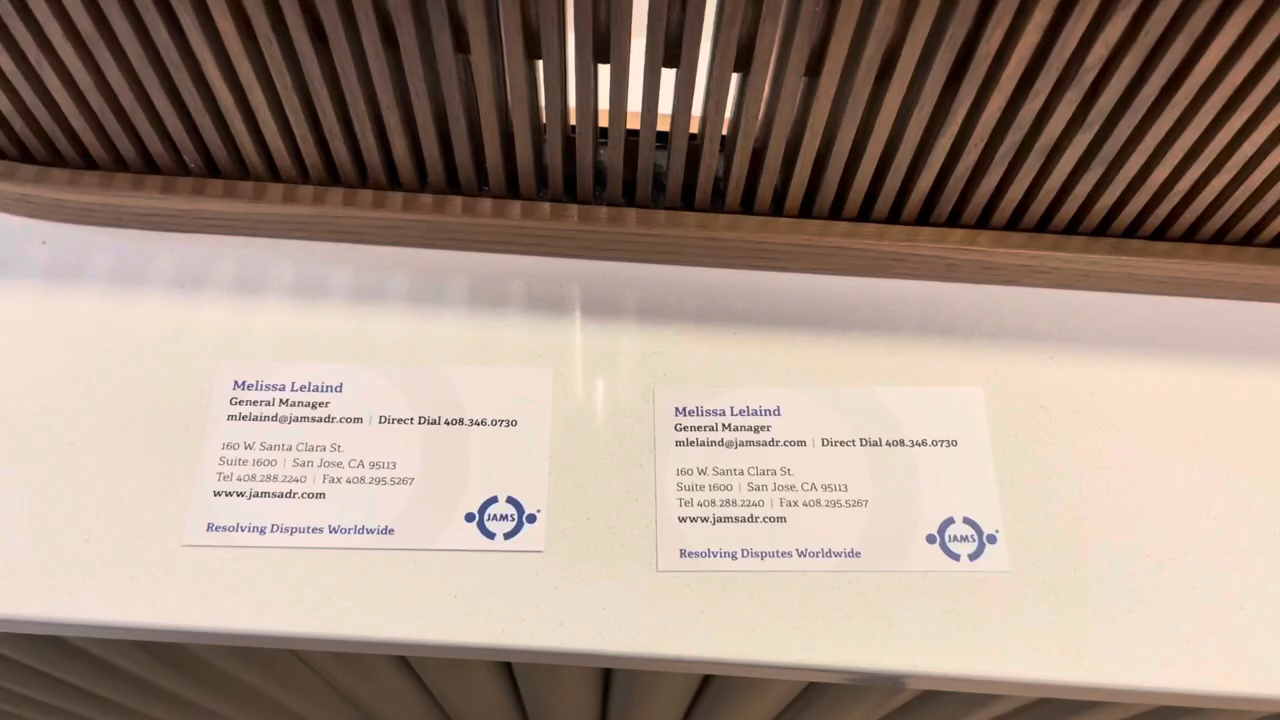 Melissa Lelaind
General Manager
mlelaind@jamsadr.com | Direct Dial 408.346.0730
160 W. Santa Clara St.
Suite 1600 | San Jose, CA 95113
Tel 408.288.2240 | Fax 408.295.5267
www.jamsadr.com
Resolving Disputes Worldwide
JAMS
Melissa Lelaind
General Manager
mlelaind@jamsadr.com | Direct Dial 408.346.0730
160 W. Santa Clara St.
Suite 1600 | San Jose, CA 95113
Tel 408.288.2240 | Fax 408.295.5267
www.jamsadr.com
Resolving Disputes Worldwide
JAMS